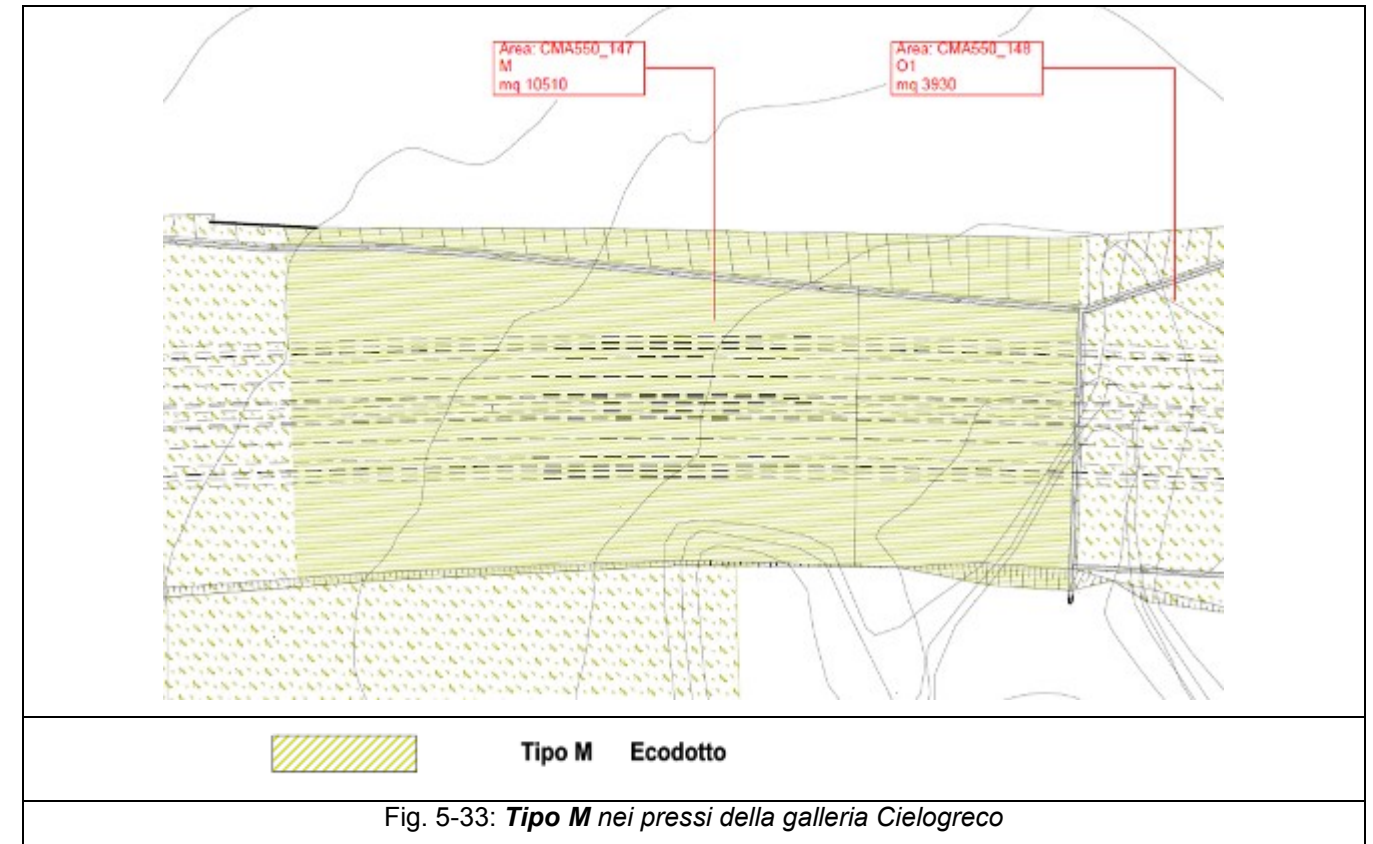 Area: CMA550_147
M
mq 10510
Area: CMA550_148
O1
mq 3930
Tipo M Ecodotto
Fig. 5-33: Tipo M nei pressi della galleria Cielogreco